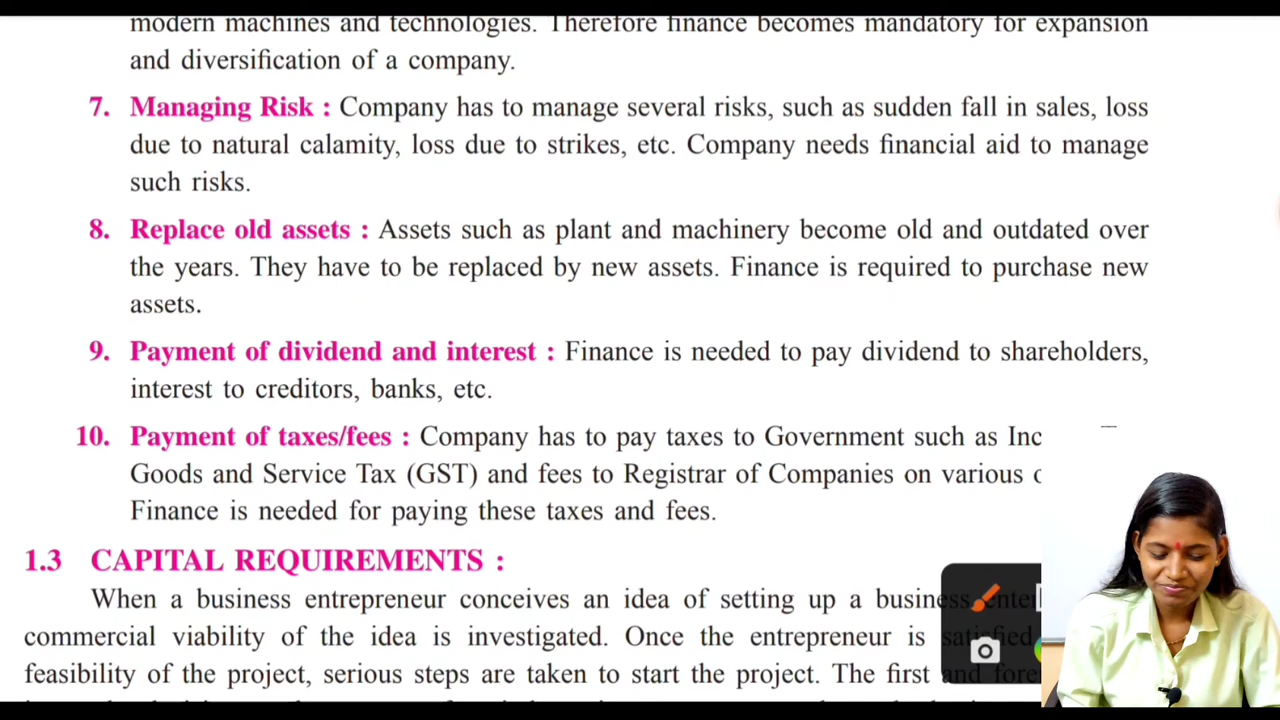 modern machines and technologies. Therefore finance becomes mandatory for expansion
and diversification of a company.
7. Managing Risk : Company has to manage several risks, such as sudden fall in sales, loss
due to natural calamity, loss due to strikes, etc. Company needs financial aid to manage
such risks.
8. Replace old assets : Assets such as plant and machinery become old and outdated over
the years. They have to be replaced by new assets. Finance is required to purchase new
assets.
9. Payment of dividend and interest : Finance is needed to pay dividend to shareholders,
interest to creditors, banks, etc.
10. Payment of taxes/fees : Company has to pay taxes to Government such as Inc
Goods and Service Tax (GST) and fees to Registrar of Companies on various
Finance is needed for paying these taxes and fees.
1.3 CAPITAL REQUIREMENTS :
When a business entrepreneur conceives an idea of setting up a business
commercial viability of the idea is investigated. Once the entrepreneur is satisfied
feasibility of the project, serious steps are taken to start the project. The first and